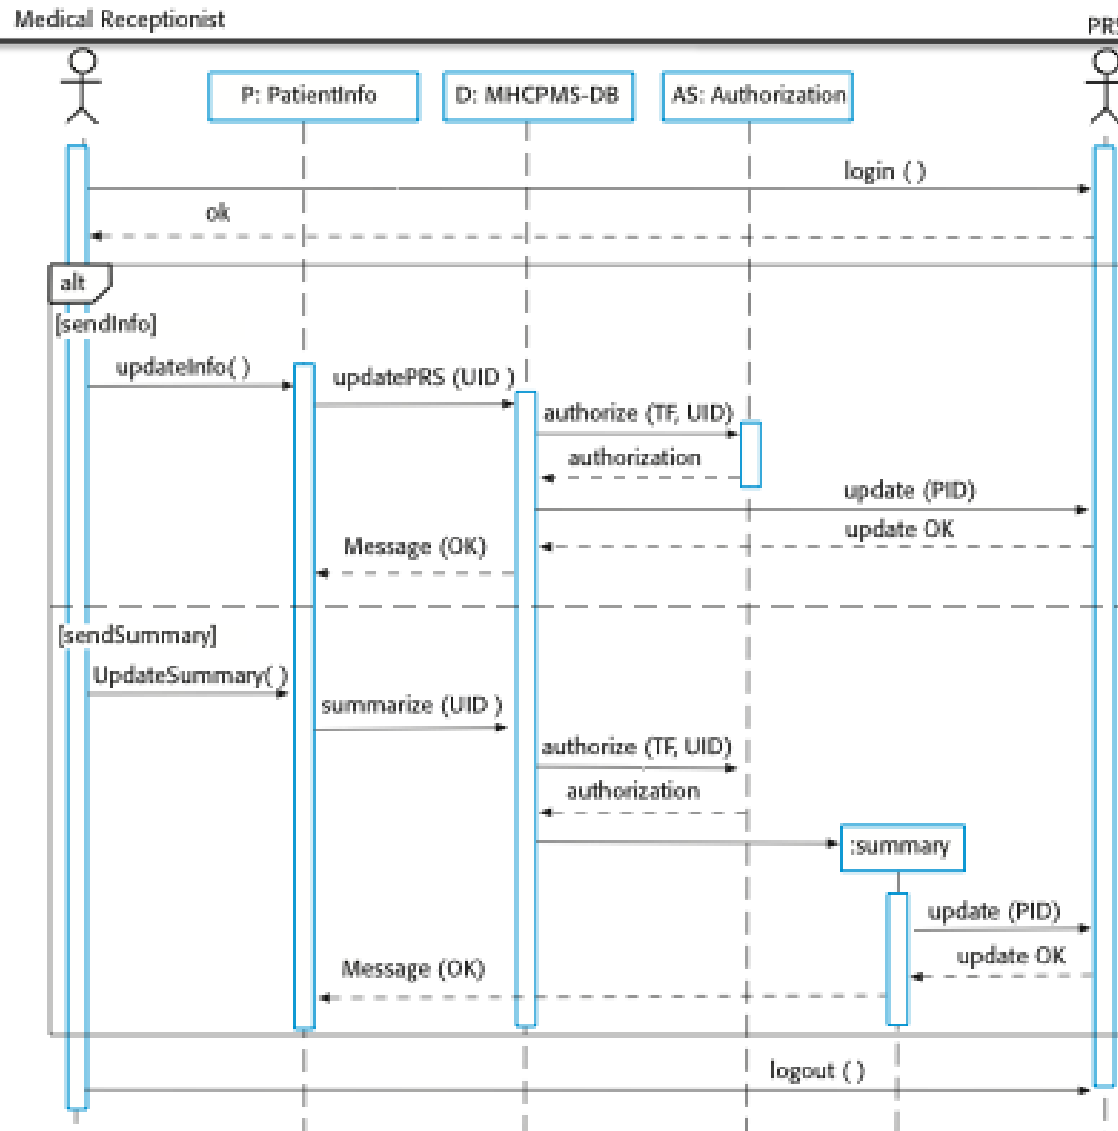 Medical Receptionist
PRS
P: PatientInfo
D: MHCPMS-DB
AS: Authorization
login ( )
ok
alt
[sendInfo]
updateInfo( )
updatePRS (UID )
authorize (TF, UID)
authorization
update (PID)
update OK
Message (OK)
[sendSummary]
UpdateSummary( )
summarize (UID )
authorize (TF, UID)
authorization
:summary
update (PID)
update OK
Message (OK)
logout ( )